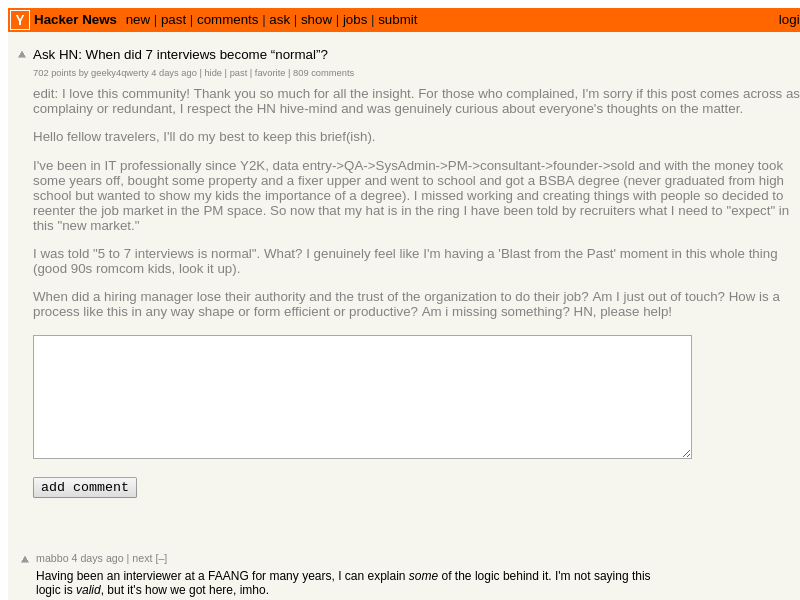 Y Hacker News new | past | comments | ask | show | jobs | submit logi
Ask HN: When did 7 interviews become “normal”?
702 points by geeky4qwerty 4 days ago | hide | past | favorite | 809 comments
edit: I love this community! Thank you so much for all the insight. For those who complained, I'm sorry if this post comes across as
complainy or redundant, I respect the HN hive-mind and was genuinely curious about everyone's thoughts on the matter.
Hello fellow travelers, I'll do my best to keep this brief(ish).
I've been in IT professionally since Y2K, data entry->QA->SysAdmin->PM->consultant->founder->sold and with the money took
some years off, bought some property and a fixer upper and went to school and got a BSBA degree (never graduated from high
school but wanted to show my kids the importance of a degree). I missed working and creating things with people so decided to
reenter the job market in the PM space. So now that my hat is in the ring I have been told by recruiters what I need to "expect" in
this "new market."
I was told "5 to 7 interviews is normal". What? I genuinely feel like I'm having a 'Blast from the Past' moment in this whole thing
(good 90s romcom kids, look it up).
When did a hiring manager lose their authority and the trust of the organization to do their job? Am I just out of touch? How is a
process like this in any way shape or form efficient or productive? Am i missing something? HN, please help!
add comment
mabbo 4 days ago | next [–]
Having been an interviewer at a FAANG for many years, I can explain some of the logic behind it. I'm not saying this
logic is valid, but it's how we got here, imho.